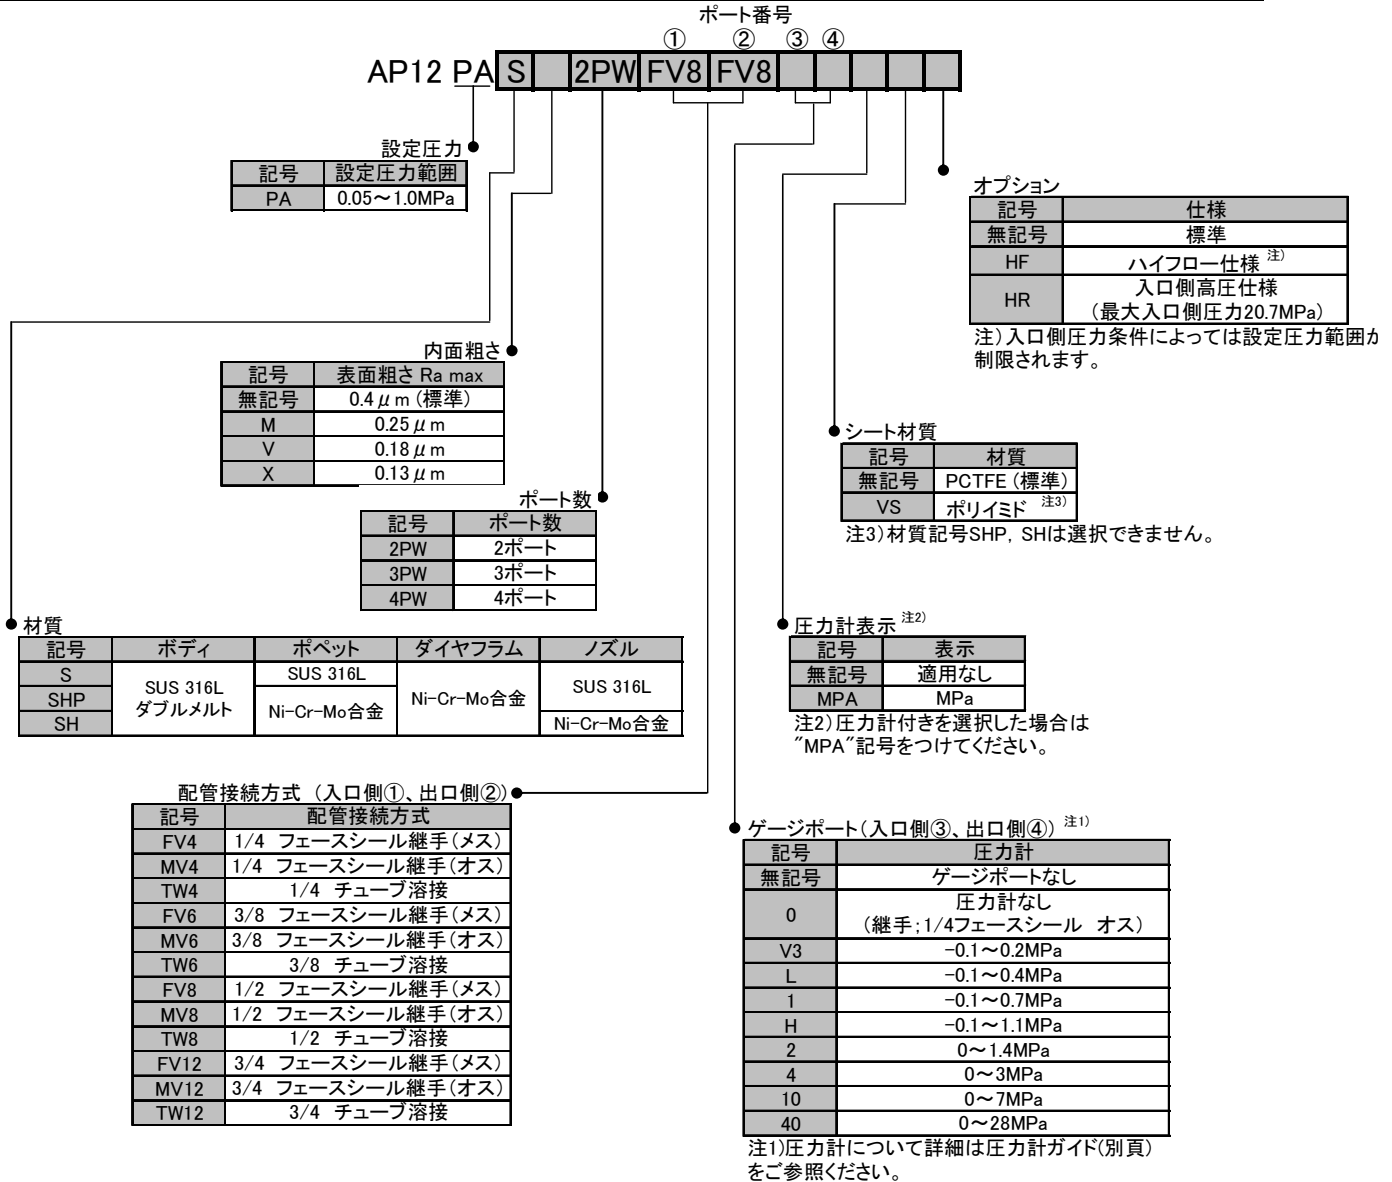 ポート番号
① ② ③ ④
AP12 PA S 2PW FV8 FV8
設定圧力
記号 設定圧力範囲
PA 0.05～1.0MPa
オプション
記号 仕様
無記号 標準
HF ハイフロー仕様 注)
HR 入口側高圧仕様
(最大入口側圧力20.7MPa)
注)入口側圧力条件によっては設定圧力範囲が
制限されます。
内面粗さ
記号 表面粗さ Ra max
無記号 0.4μm(標準)
M 0.25μm
V 0.18μm
X 0.13μm
シート材質
記号 材質
無記号 PCTFE(標準)
VS ポリイミド 注3)
注3)材質記号SHP, SHは選択できません。
ポート数
記号 ポート数
2PW 2ポート
3PW 3ポート
4PW 4ポート
材質
記号 ボディ ポペット ダイヤフラム ノズル
S SUS 316L ダブルメルト SUS 316L Ni-Cr-Mo合金 SUS 316L
SHP Ni-Cr-Mo合金
SH Ni-Cr-Mo合金
圧力計表示 注2)
記号 表示
無記号 適用なし
MPA MPa
注2)圧力計付きを選択した場合は
"MPA"記号をつけてください。
配管接続方式 (入口側①、出口側②)
記号 配管接続方式
FV4 1/4 フェースシール継手(メス)
MV4 1/4 フェースシール継手(オス)
TW4 1/4 チューブ溶接
FV6 3/8 フェースシール継手(メス)
MV6 3/8 フェースシール継手(オス)
TW6 3/8 チューブ溶接
FV8 1/2 フェースシール継手(メス)
MV8 1/2 フェースシール継手(オス)
TW8 1/2 チューブ溶接
FV12 3/4 フェースシール継手(メス)
MV12 3/4 フェースシール継手(オス)
TW12 3/4 チューブ溶接
ゲージポート(入口側③、出口側④) 注1)
記号 圧力計
無記号 ゲージポートなし
0 圧力計なし
(継手;1/4フェースシール オス)
V3 -0.1～0.2MPa
L -0.1～0.4MPa
1 -0.1～0.7MPa
H -0.1～1.1MPa
2 0～1.4MPa
4 0～3MPa
10 0～7MPa
40 0～28MPa
注1)圧力計について詳細は圧力計ガイド(別頁)
をご参照ください。